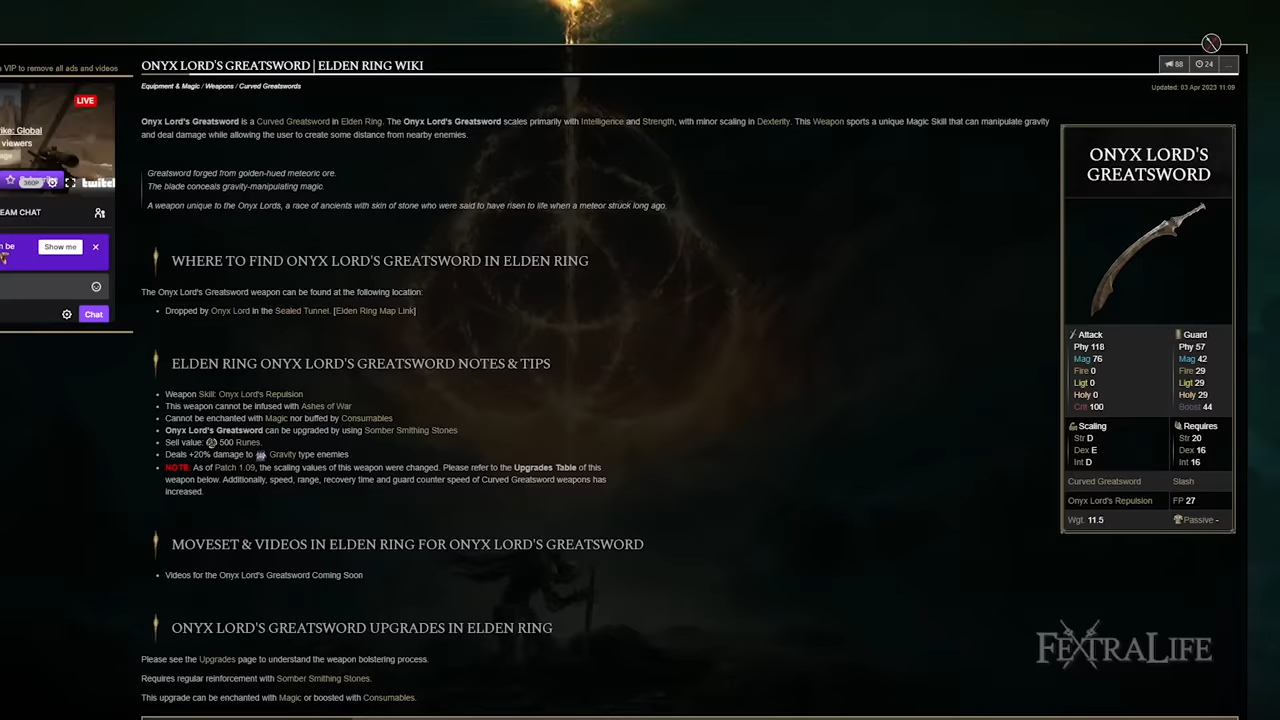 e VIP to remove all ads and videos
LIVE
rike: Global
viewers
360P
twitch
EAM CHAT
n be
Show me
Chat
ONYX LORD'S GREATSWORD | ELDEN RING WIKI
88
24
...
Equipment & Magic / Weapons / Curved Greatswords
Updated: 03 Apr 2023 11:09
Onyx Lord's Greatsword is a Curved Greatsword in Elden Ring. The Onyx Lord's Greatsword scales primarily with Intelligence and Strength, with minor scaling in Dexterity. This Weapon sports a unique Magic Skill that can manipulate gravity
and deal damage while allowing the user to create some distance from nearby enemies.
Greatsword forged from golden-hued meteoric ore.
The blade conceals gravity-manipulating magic.
A weapon unique to the Onyx Lords, a race of ancients with skin of stone who were said to have risen to life when a meteor struck long ago.
WHERE TO FIND ONYX LORD'S GREATSWORD IN ELDEN RING
The Onyx Lord's Greatsword weapon can be found at the following location:
• Dropped by Onyx Lord in the Sealed Tunnel. [Elden Ring Map Link]
ELDEN RING ONYX LORD'S GREATSWORD NOTES & TIPS
• Weapon Skill: Onyx Lord's Repulsion
• This weapon cannot be infused with Ashes of War
• Cannot be enchanted with Magic nor buffed by Consumables
• Onyx Lord's Greatsword can be upgraded by using Somber Smithing Stones
• Sell value: 500 Runes.
• Deals +20% damage to Gravity type enemies
• NOTE: As of Patch 1.09, the scaling values of this weapon were changed. Please refer to the Upgrades Table of this
weapon below. Additionally, speed, range, recovery time and guard counter speed of Curved Greatsword weapons has
increased.
MOVESET & VIDEOS IN ELDEN RING FOR ONYX LORD'S GREATSWORD
• Videos for the Onyx Lord's Greatsword Coming Soon
ONYX LORD'S GREATSWORD UPGRADES IN ELDEN RING
Please see the Upgrades page to understand the weapon bolstering process.
Requires regular reinforcement with Somber Smithing Stones.
This upgrade can be enchanted with Magic or boosted with Consumables.
ONYX LORD'S
GREATSWORD
Attack Guard
Phy 118 Phy 57
Mag 76 Mag 42
Fire 0 Fire 29
Ligt 0 Ligt 29
Holy 0 Holy 29
Crit 100 Boost 44
Scaling Requires
Str D Str 20
Dex E Dex 16
Int D Int 16
Curved Greatsword Slash
Onyx Lord's Repulsion FP 27
Wgt. 11.5 Passive -
FEXTRALIFE